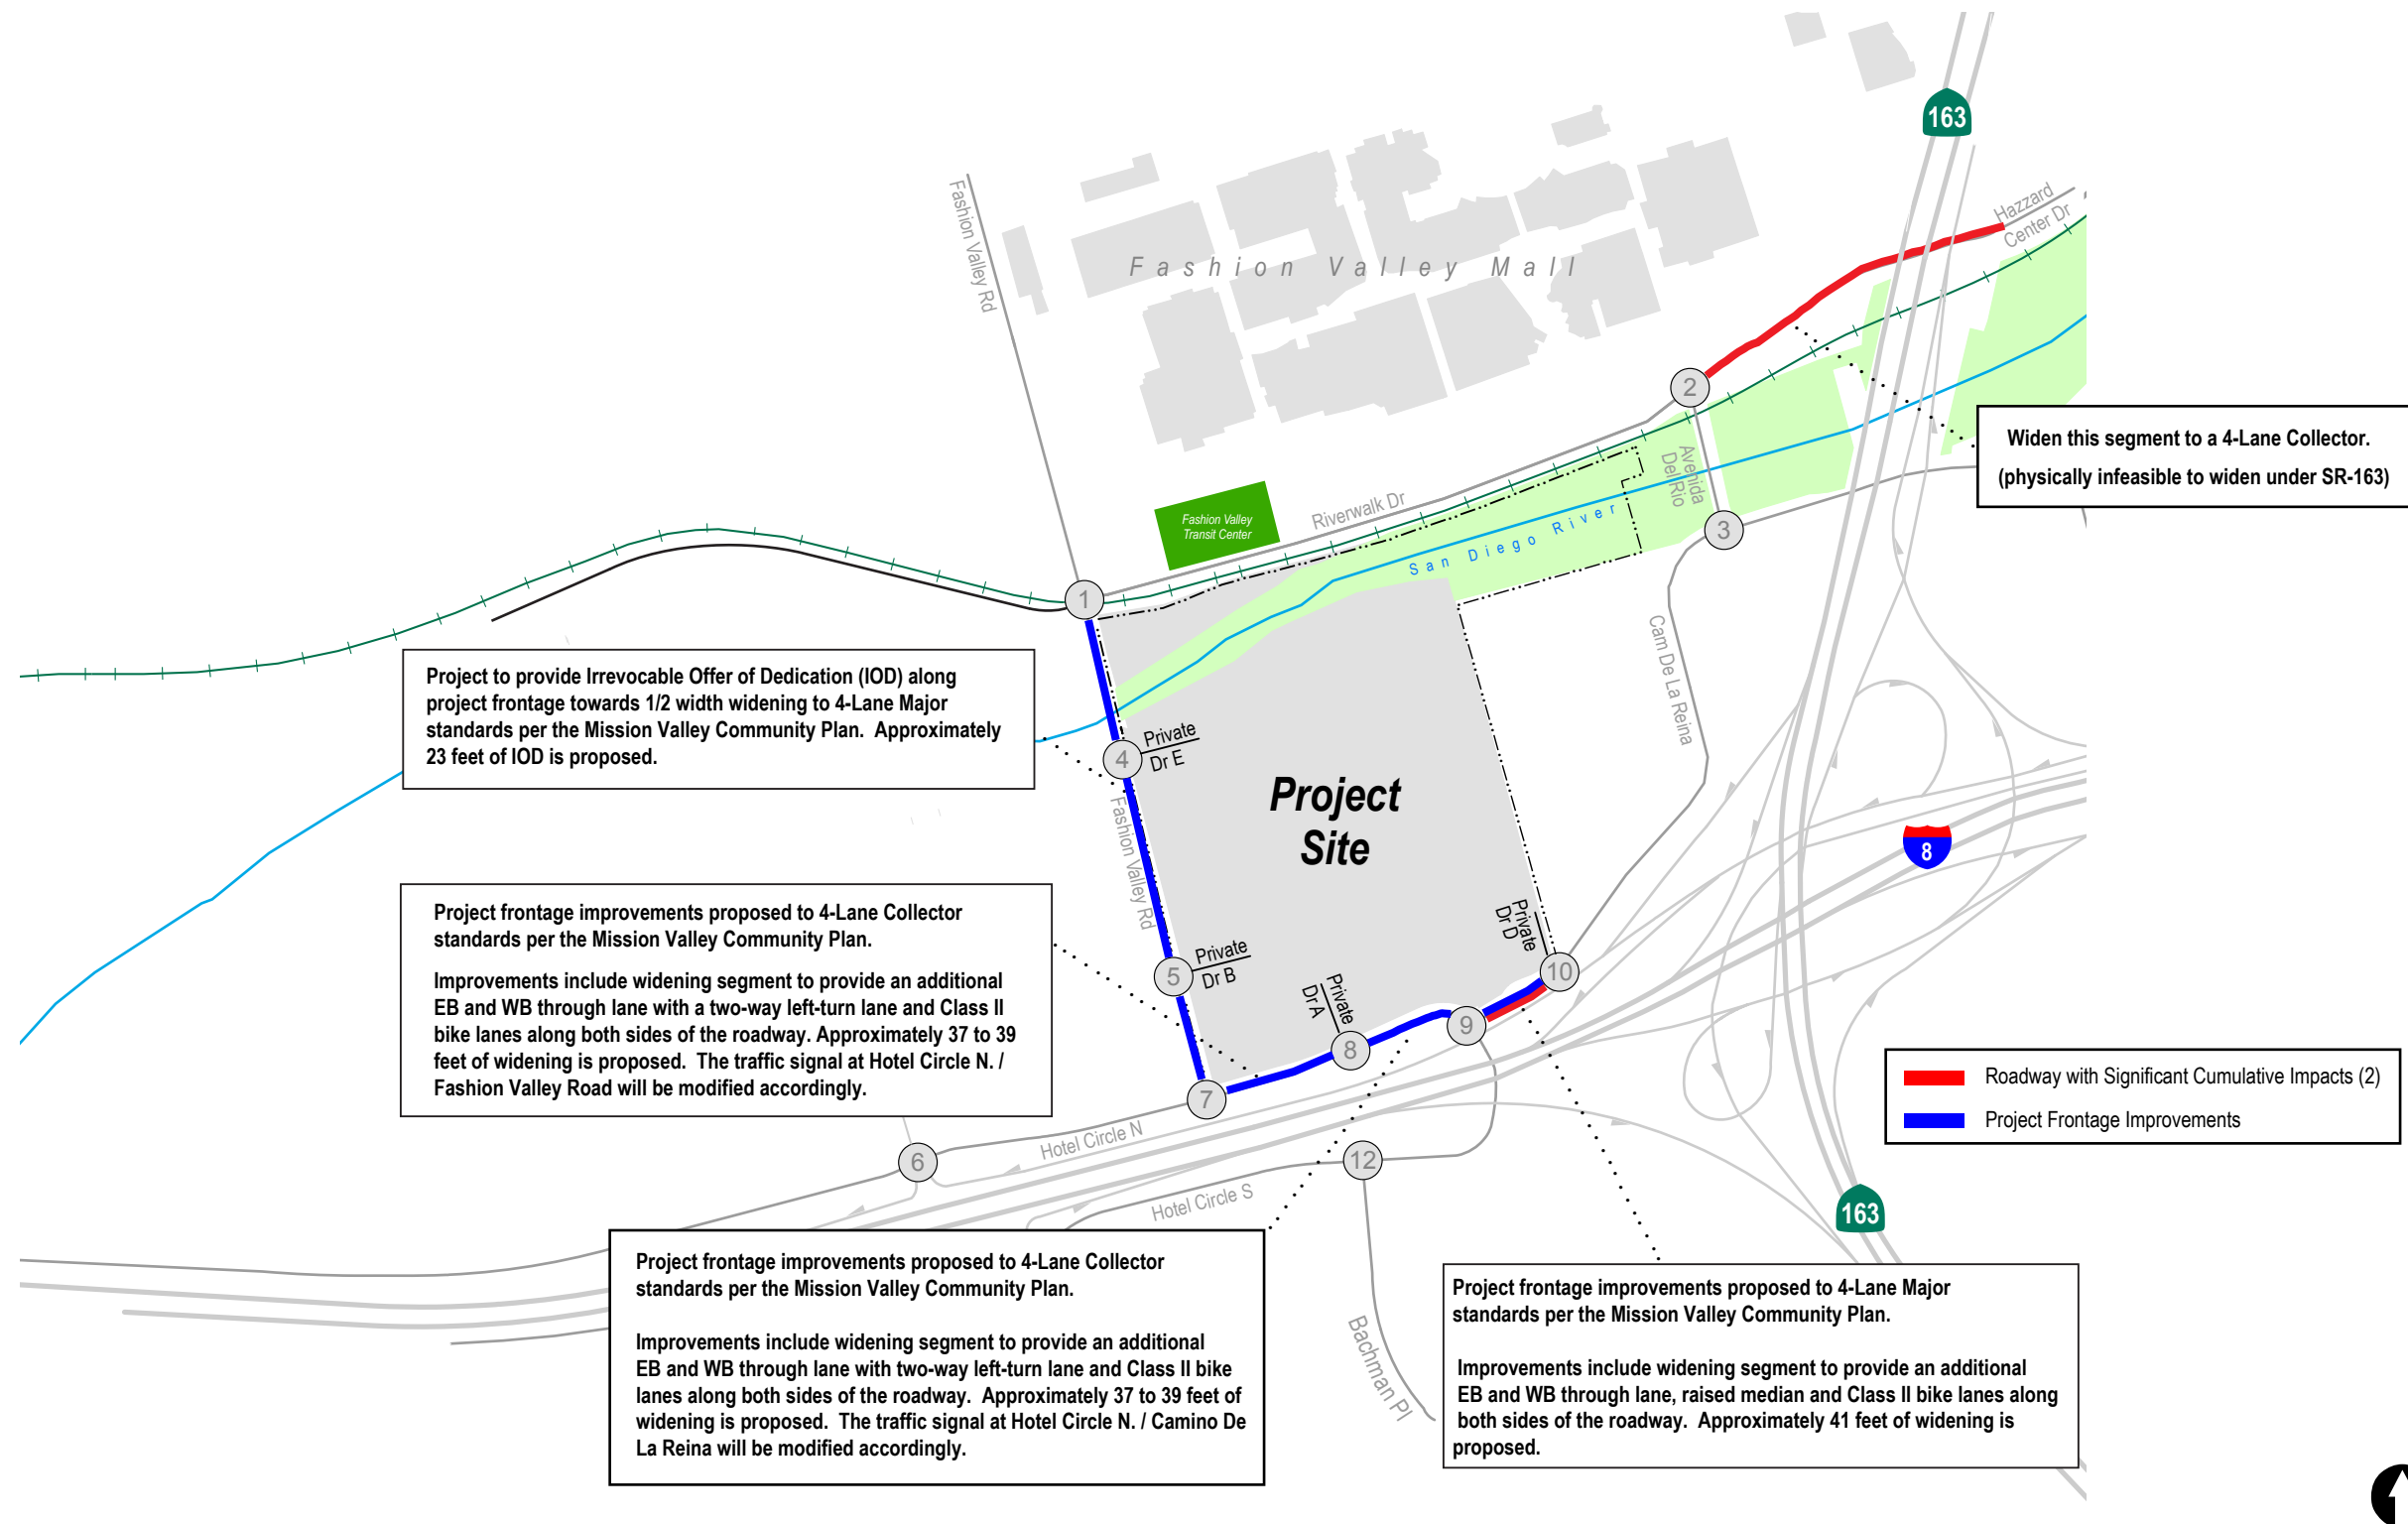 163
Hazzard
Center Dr
Fashion Valley Rd
Fashion Valley Mall
2
Widen this segment to a 4-Lane Collector.
(physically infeasible to widen under SR-163)
Avenida
Del Rio
Fashion Valley
Transit Center
Riverwalk Dr
San Diego River
3
1
Cam De La Reina
Project to provide Irrevocable Offer of Dedication (IOD) along
project frontage towards 1/2 width widening to 4-Lane Major
standards per the Mission Valley Community Plan. Approximately
23 feet of IOD is proposed.
4
Private
Dr E
Fashion Valley Rd
Project
Site
8
Project frontage improvements proposed to 4-Lane Collector
standards per the Mission Valley Community Plan.
Improvements include widening segment to provide an additional
EB and WB through lane with a two-way left-turn lane and Class II
bike lanes along both sides of the roadway. Approximately 37 to 39
feet of widening is proposed. The traffic signal at Hotel Circle N. /
Fashion Valley Road will be modified accordingly.
5
Private
Dr B
Private
Dr A
Private
Dr D
10
9
8
7
Roadway with Significant Cumulative Impacts (2)
Project Frontage Improvements
6
Hotel Circle N
12
Hotel Circle S
163
Project frontage improvements proposed to 4-Lane Collector
standards per the Mission Valley Community Plan.
Improvements include widening segment to provide an additional
EB and WB through lane with two-way left-turn lane and Class II bike
lanes along both sides of the roadway. Approximately 37 to 39 feet of
widening is proposed. The traffic signal at Hotel Circle N. / Camino De
La Reina will be modified accordingly.
Bachman Pl
Project frontage improvements proposed to 4-Lane Major
standards per the Mission Valley Community Plan.
Improvements include widening segment to provide an additional
EB and WB through lane, raised median and Class II bike lanes along
both sides of the roadway. Approximately 41 feet of widening is
proposed.